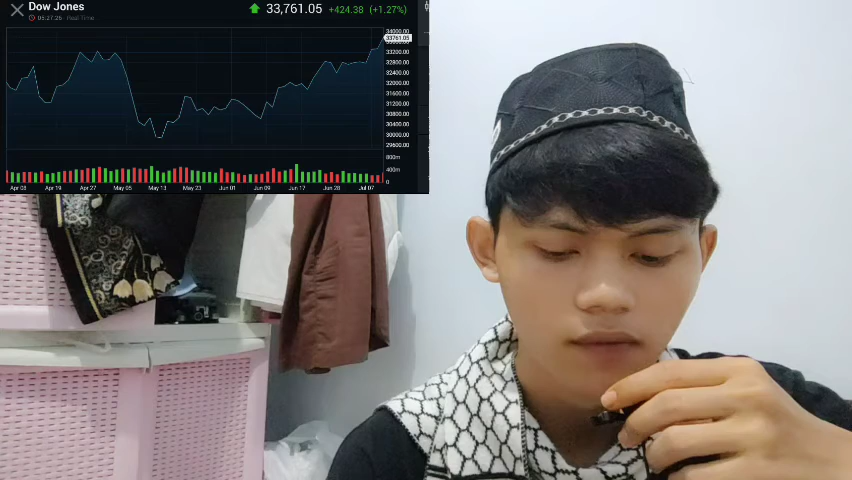 Dow Jones
05:27:26 · Real Time
33,761.05 +424.38 (+1.27%)
34000.00
33761.05
33200.00
32800.00
32400.00
32000.00
31600.00
31200.00
30800.00
30400.00
30000.00
29600.00
800m
400m
0
Apr 08 Apr 19 Apr 27 May 05 May 13 May 23 Jun 01 Jun 09 Jun 17 Jun 28 Jul 07